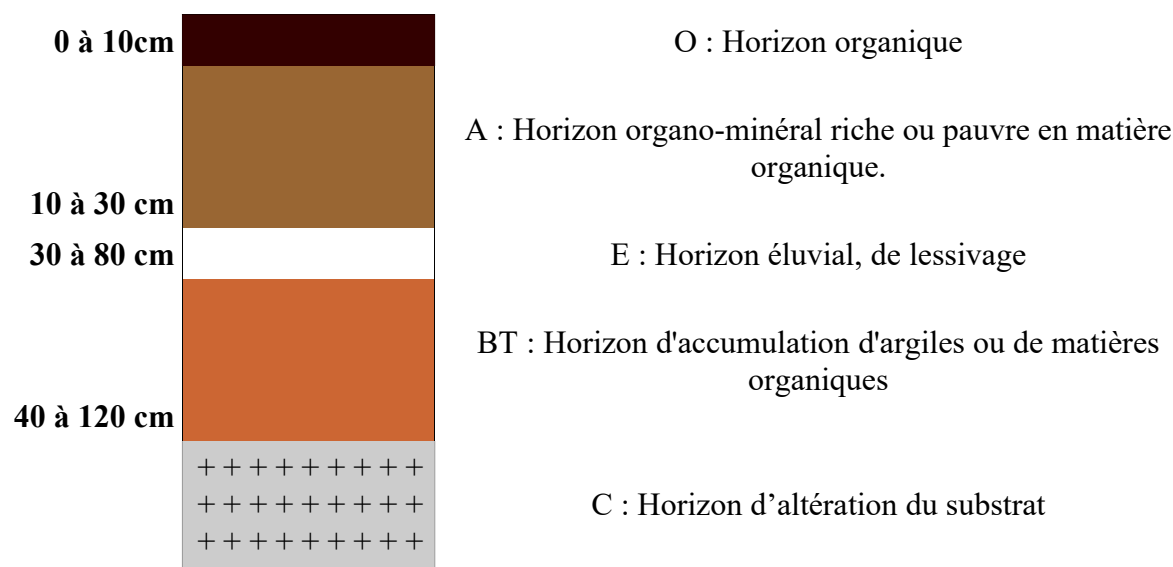 0 à 10cm
O : Horizon organique
A : Horizon organo-minéral riche ou pauvre en matière
organique.
10 à 30 cm
30 à 80 cm
E : Horizon éluvial, de lessivage
BT : Horizon d'accumulation d'argiles ou de matières
organiques
40 à 120 cm
+ + + + + + + + +
+ + + + + + + + +
+ + + + + + + + +
C : Horizon d’altération du substrat